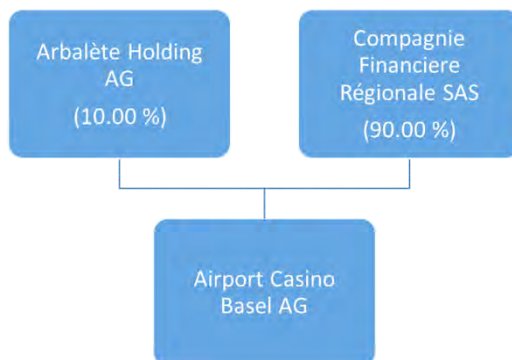 Arbalète Holding
AG
(10.00 %)
Compagnie
Financiere
Régionale SAS
(90.00 %)
Airport Casino
Basel AG